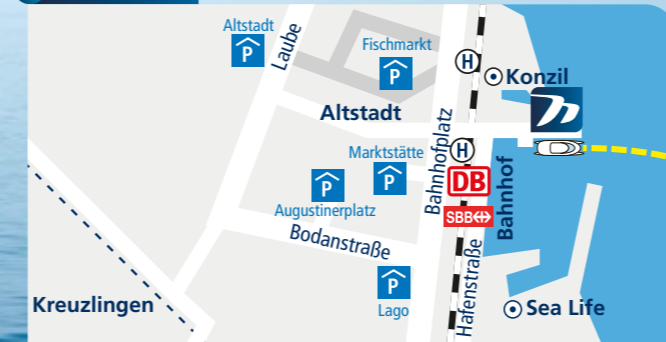 Altstadt
P
Laube
Fischmarkt
P
H
Konzil
Altstadt
Bahnhofplatz
H
Marktstätte
P
DB
Bahnhof
P
Augustinerplatz
SBB
Bodanstraße
Hafenstraße
P
Lago
Kreuzlingen
Sea Life